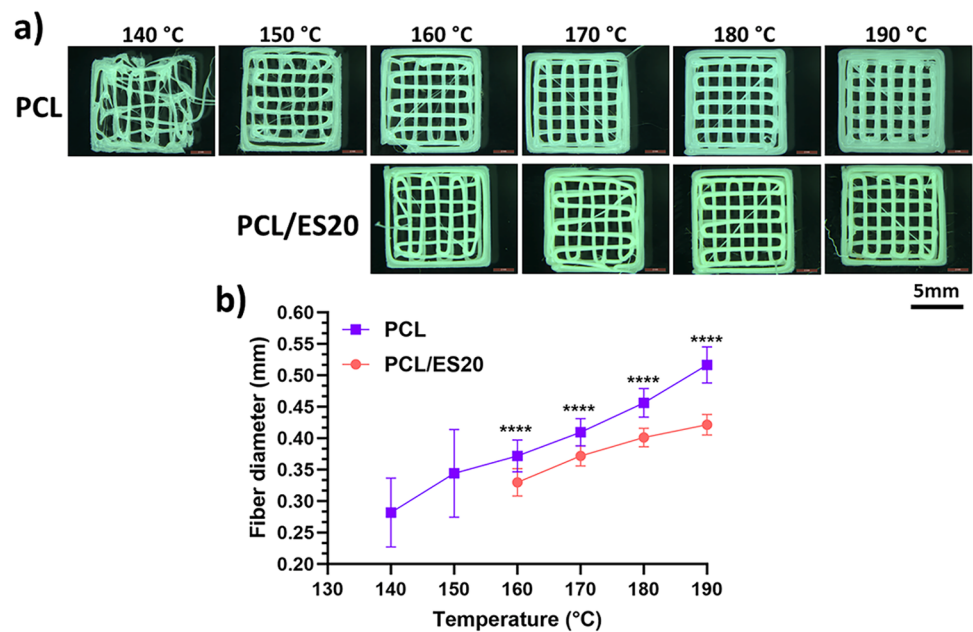 a)
140 °C 150 °C 160 °C 170 °C 180 °C 190 °C
PCL
PCL/ES20
5mm
b)
0.60
0.55
0.50
0.45
0.40
0.35
0.30
0.25
0.20
Fiber diameter (mm)
PCL
PCL/ES20
****
****
****
****
130 140 150 160 170 180 190
Temperature (°C)